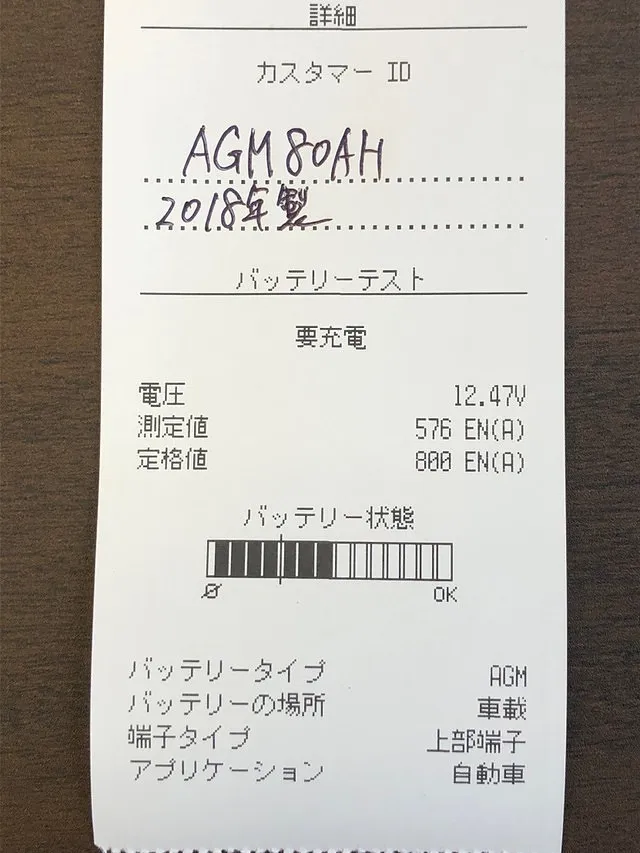 詳細
カスタマー ID
AGM 80AH
2018年製
バッテリーテスト
要充電
電圧 12.47V
測定値 576 EN(A)
定格値 800 EN(A)
バッテリー状態
0 OK
バッテリータイプ AGM
バッテリーの場所 車載
端子タイプ 上部端子
アプリケーション 自動車